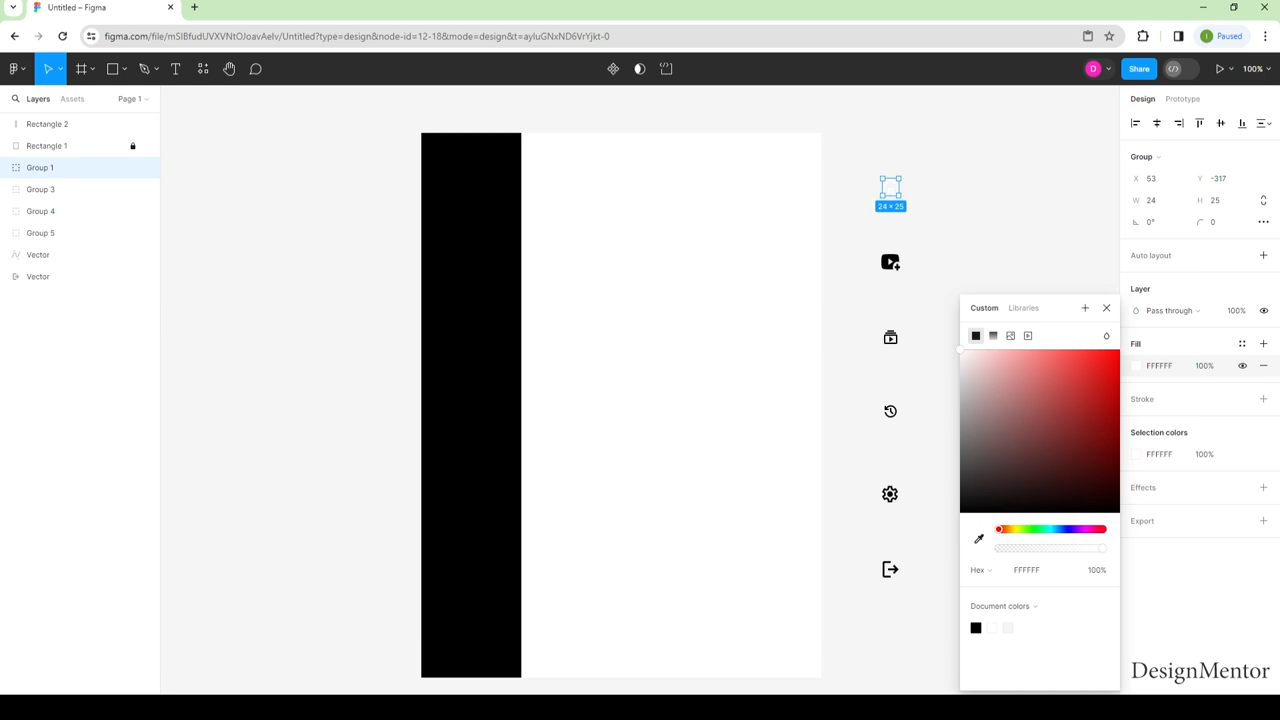 Untitled – Figma
figma.com/file/mSlBfudUVXVNtOJoavAelv/Untitled?type=design&node-id=12-18&mode=design&t=ayluGNxND6VrYjkt-0
I
Paused
D
Share
100%
Layers
Assets
Page 1
Design
Prototype
Rectangle 2
Rectangle 1
Group 1
Group 3
Group 4
Group 5
Vector
Vector
24 × 25
Group
X 53
Y -317
W 24
H 25
0°
0
Auto layout
Layer
Pass through
100%
Fill
FFFFFF 100%
Stroke
Selection colors
FFFFFF 100%
Effects
Export
Custom
Libraries
Hex
FFFFFF
100%
Document colors
DesignMentor